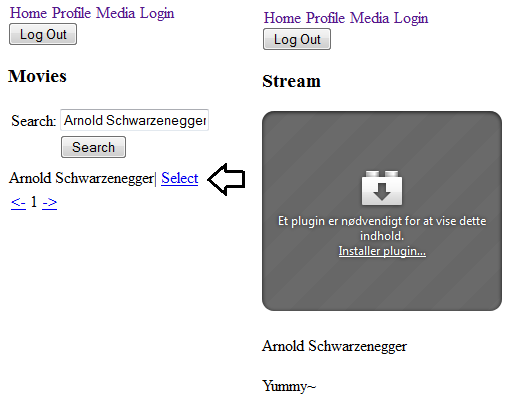 Home Profile Media Login
Log Out
Movies
Search: Arnold Schwarzenegger
Search
Arnold Schwarzenegger| Select
<- 1 ->
Home Profile Media Login
Log Out
Stream
Et plugin er nødvendigt for at vise dette
indhold.
Installer plugin...
Arnold Schwarzenegger
Yummy~